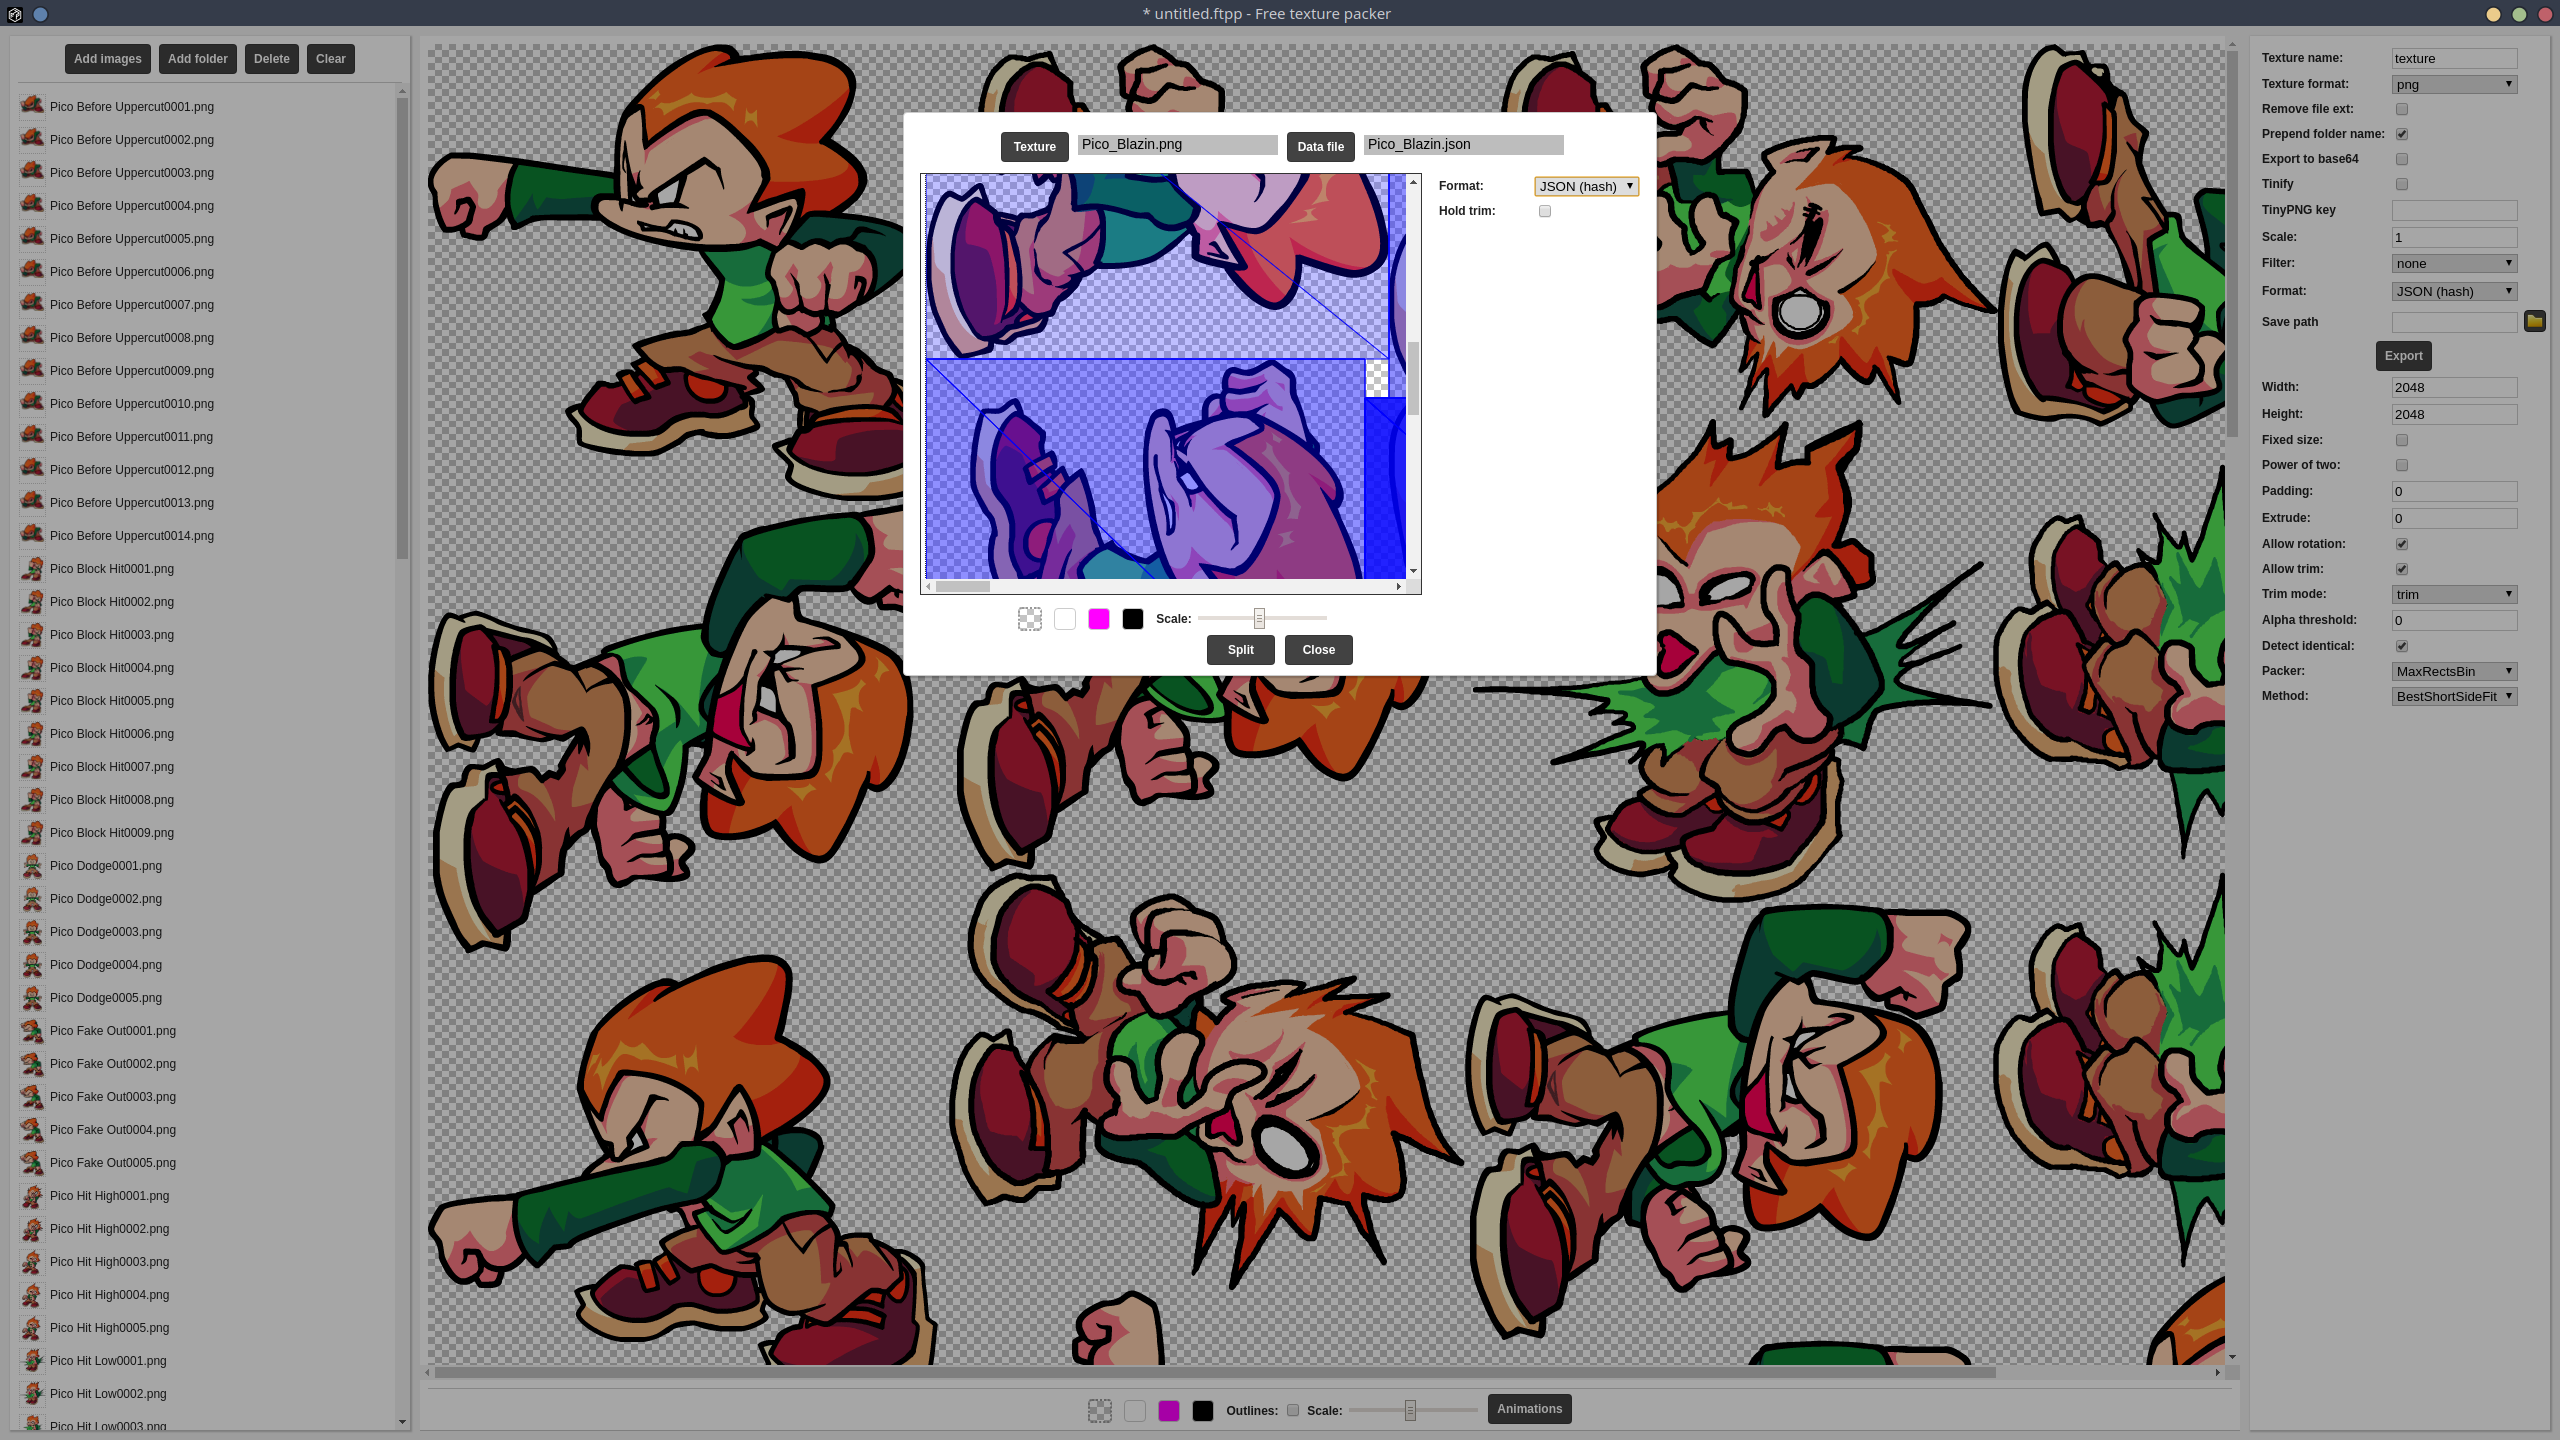 * untitled.ftpp - Free texture packer
Add images
Add folder
Delete
Clear
Pico Before Uppercut0001.png
Pico Before Uppercut0002.png
Pico Before Uppercut0003.png
Pico Before Uppercut0004.png
Pico Before Uppercut0005.png
Pico Before Uppercut0006.png
Pico Before Uppercut0007.png
Pico Before Uppercut0008.png
Pico Before Uppercut0009.png
Pico Before Uppercut0010.png
Pico Before Uppercut0011.png
Pico Before Uppercut0012.png
Pico Before Uppercut0013.png
Pico Before Uppercut0014.png
Pico Block Hit0001.png
Pico Block Hit0002.png
Pico Block Hit0003.png
Pico Block Hit0004.png
Pico Block Hit0005.png
Pico Block Hit0006.png
Pico Block Hit0007.png
Pico Block Hit0008.png
Pico Block Hit0009.png
Pico Dodge0001.png
Pico Dodge0002.png
Pico Dodge0003.png
Pico Dodge0004.png
Pico Dodge0005.png
Pico Fake Out0001.png
Pico Fake Out0002.png
Pico Fake Out0003.png
Pico Fake Out0004.png
Pico Fake Out0005.png
Pico Hit High0001.png
Pico Hit High0002.png
Pico Hit High0003.png
Pico Hit High0004.png
Pico Hit High0005.png
Pico Hit Low0001.png
Pico Hit Low0002.png
Pico Hit Low0003.png
Texture Pico_Blazin.png Data file Pico_Blazin.json
Format: JSON (hash)
Hold trim:
Scale:
Split Close
Outlines: Scale: Animations
Texture name: texture
Texture format: png
Remove file ext:
Prepend folder name:
Export to base64
Tinify
TinyPNG key
Scale: 1
Filter: none
Format: JSON (hash)
Save path
Export
Width: 2048
Height: 2048
Fixed size:
Power of two:
Padding: 0
Extrude: 0
Allow rotation:
Allow trim:
Trim mode: trim
Alpha threshold: 0
Detect identical:
Packer: MaxRectsBin
Method: BestShortSideFit